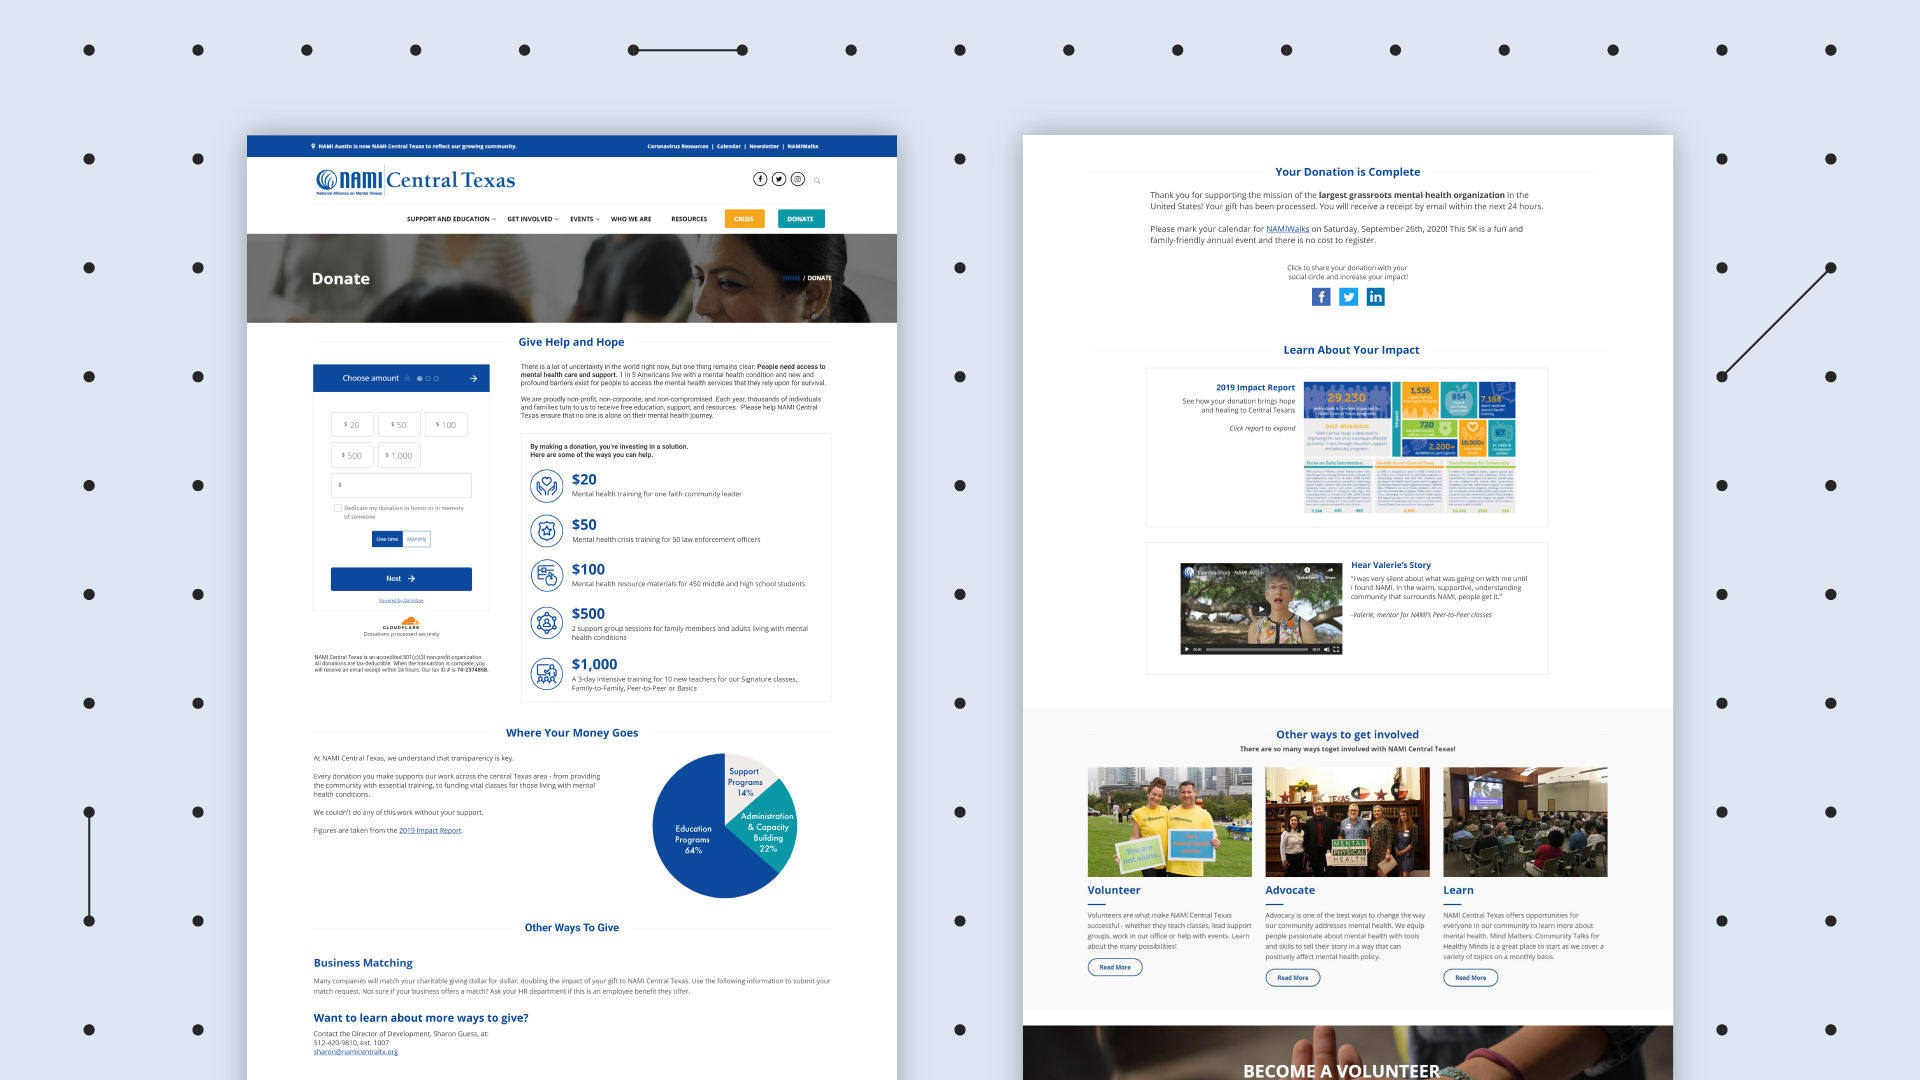 NAMI Austin is now NAMI Central Texas to reflect our growing community.
Coronavirus Resources | Calendar | Newsletter | NAMIWalks
NAMI Central Texas
National Alliance on Mental Illness
SUPPORT AND EDUCATION GET INVOLVED EVENTS WHO WE ARE RESOURCES CRISIS DONATE
Donate
HOME / DONATE
Give Help and Hope
Choose amount
$ 20 $ 50 $ 100
$ 500 $ 1,000
$
Dedicate my donation in honor or in memory
of someone
One-time Monthly
Next
Powered by Donorbox
CLOUDFLARE
Donations processed securely
NAMI Central Texas is an accredited 501(c)(3) non-profit organization.
All donations are tax-deductible. When the transaction is complete, you
will receive an email receipt within 24 hours. Our tax ID # is 74-2374858.
There is a lot of uncertainty in the world right now, but one thing remains clear: People need access to
mental health care and support. 1 in 5 Americans live with a mental health condition and new and
profound barriers exist for people to access the mental health services that they rely upon for survival.
We are proudly non-profit, non-corporate, and non-compromised. Each year, thousands of individuals
and families turn to us to receive free education, support, and resources. Please help NAMI Central
Texas ensure that no one is alone on their mental health journey.
By making a donation, you're investing in a solution.
Here are some of the ways you can help.
$20
Mental health training for one faith community leader
$50
Mental health crisis training for 50 law enforcement officers
$100
Mental health resource materials for 450 middle and high school students
$500
2 support group sessions for family members and adults living with mental
health conditions
$1,000
A 3-day intensive training for 10 new teachers for our Signature classes,
Family-to-Family, Peer-to-Peer or Basics
Where Your Money Goes
At NAMI Central Texas, we understand that transparency is key.
Every donation you make supports our work across the central Texas area - from providing
the community with essential training, to funding vital classes for those living with mental
health conditions.
We couldn't do any of this work without your support.
Figures are taken from the 2019 Impact Report.
Support
Programs
14%
Administration
& Capacity
Building
22%
Education
Programs
64%
Other Ways To Give
Business Matching
Many companies will match your charitable giving dollar for dollar, doubling the impact of your gift to NAMI Central Texas. Use the following information to submit your
match request. Not sure if your business offers a match? Ask your HR department if this is an employee benefit they offer.
Want to learn about more ways to give?
Contact the Director of Development, Sharon Guess, at:
512-420-9810, ext. 1007
sharon@namicentraltx.org
Your Donation is Complete
Thank you for supporting the mission of the largest grassroots mental health organization in the
United States! Your gift has been processed. You will receive a receipt by email within the next 24 hours.
Please mark your calendar for NAMIWalks on Saturday, September 26th, 2020! This 5K is a fun and
family-friendly annual event and there is no cost to register.
Click to share your donation with your
social circle and increase your impact!
Learn About Your Impact
2019 Impact Report
See how your donation brings hope
and healing to Central Texans
Click report to expand
29,230
our mission
1,536
854
7,168
720
2,200+
10,000+
67
Hear Valerie's Story
"I was very silent about what was going on with me until
I found NAMI. In the warm, supportive, understanding
community that surrounds NAMI, people get it."
-Valerie, mentor for NAMI's Peer-to-Peer classes
Valerie's Story - NAMI Austin
Other ways to get involved
There are so many ways toget involved with NAMI Central Texas!
You are
not alone.
TEXAS
MENTAL
PHYSICAL
HEALTH
Volunteer
Volunteers are what make NAMI Central Texas
successful - whether they teach classes, lead support
groups, work in our office or help with events. Learn
about the many possibilities!
Read More
Advocate
Advocacy is one of the best ways to change the way
our community addresses mental health. We equip
people passionate about mental health with tools
and skills to tell their story in a way that can
positively affect mental health policy.
Read More
Learn
NAMI Central Texas offers opportunities for
everyone in our community to learn more about
mental health. Mind Matters: Community Talks for
Healthy Minds is a great place to start as we cover a
variety of topics on a monthly basis.
Read More
BECOME A VOLUNTEER